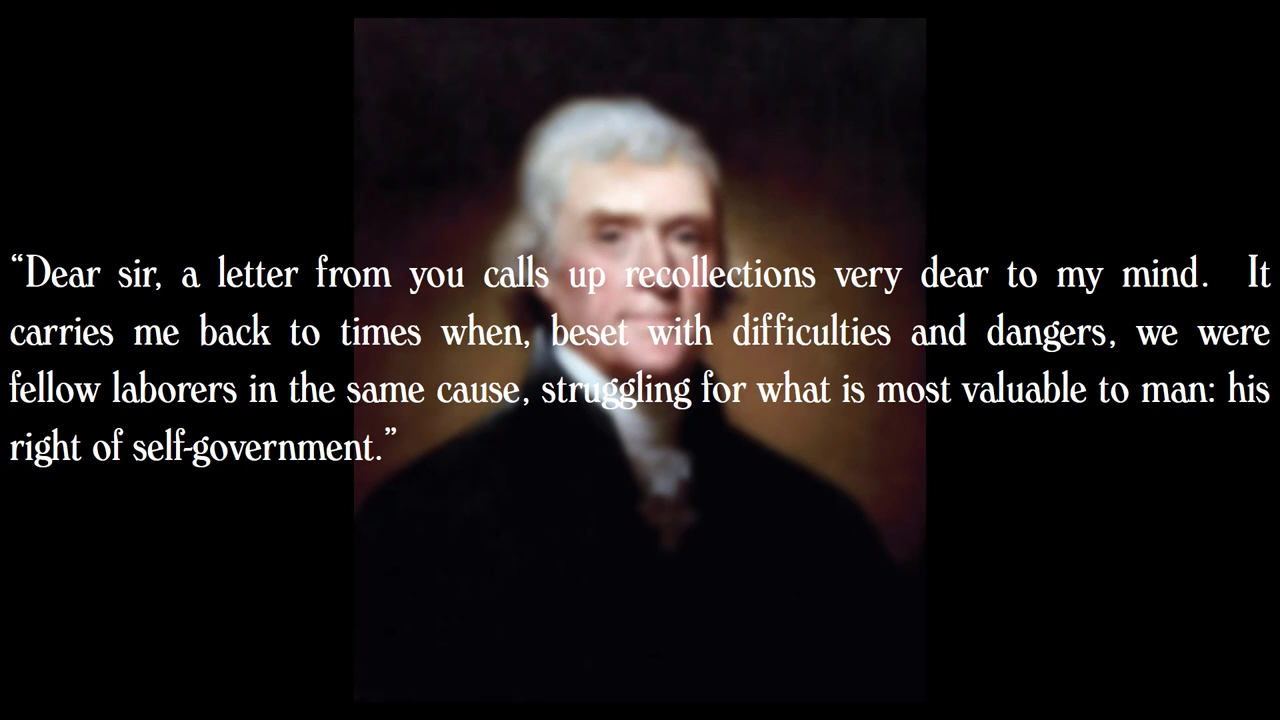 “Dear sir, a letter from you calls up recollections very dear to my mind.  It
carries me back to times when, beset with difficulties and dangers, we were
fellow laborers in the same cause, struggling for what is most valuable to man: his
right of self-government.”